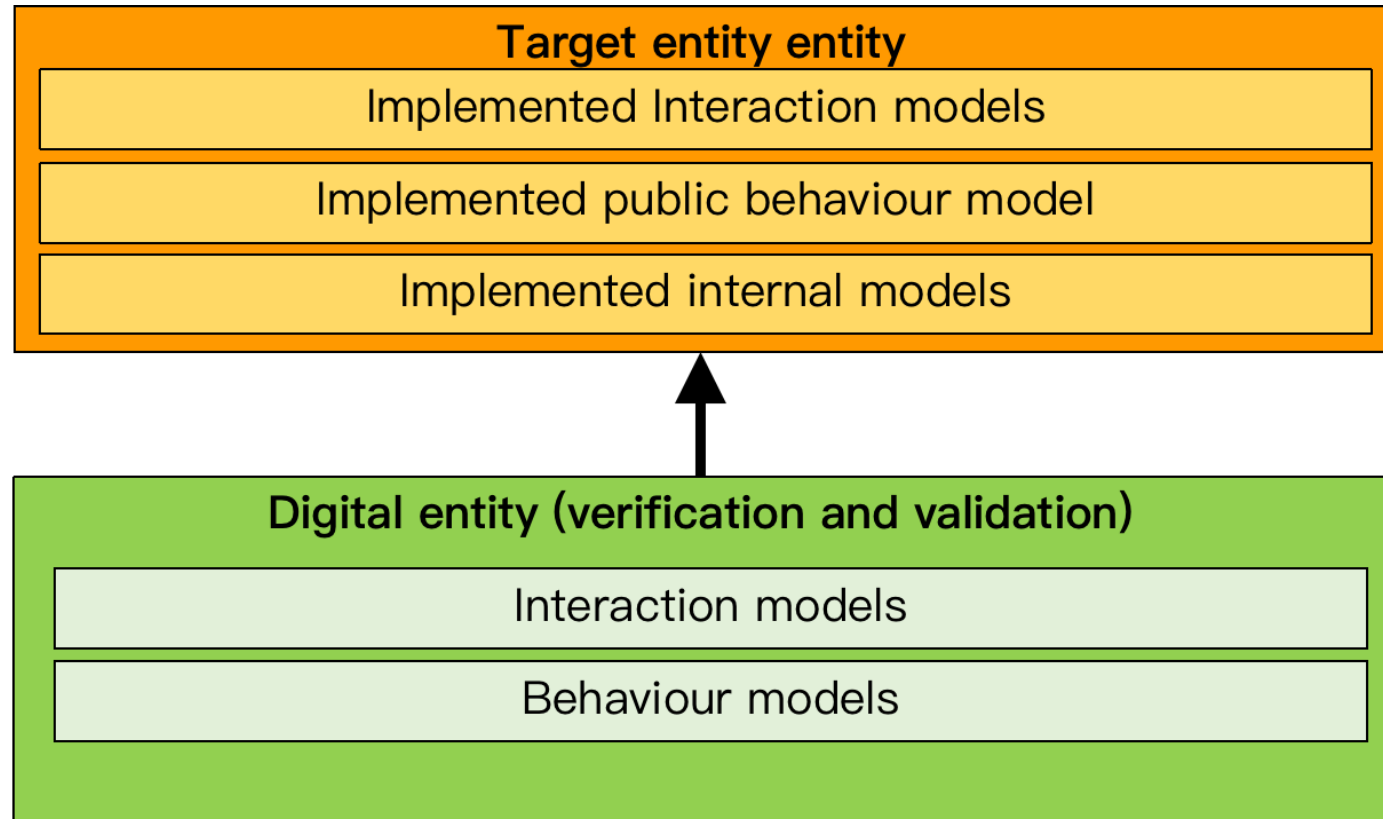 Target entity entity
Implemented Interaction models
Implemented public behaviour model
Implemented internal models
Digital entity (verification and validation)
Interaction models
Behaviour models